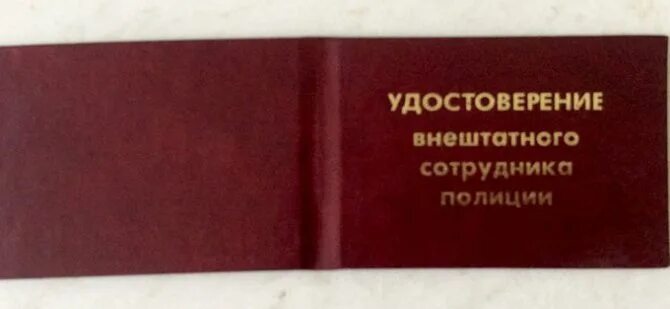 УДОСТОВЕРЕНИЕ
внештатного
сотрудника
полиции